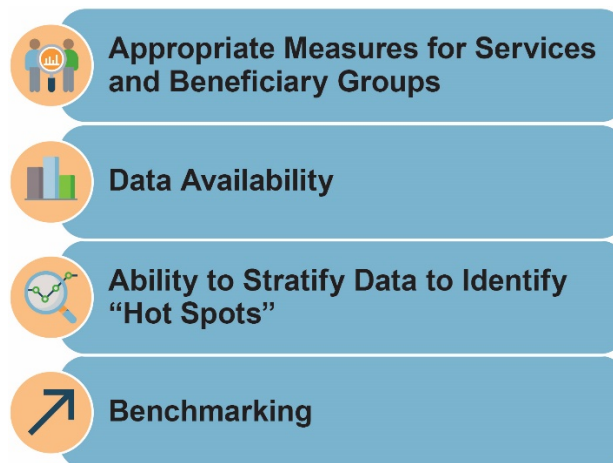 Appropriate Measures for Services
and Beneficiary Groups
Data Availability
Ability to Stratify Data to Identify
“Hot Spots”
Benchmarking